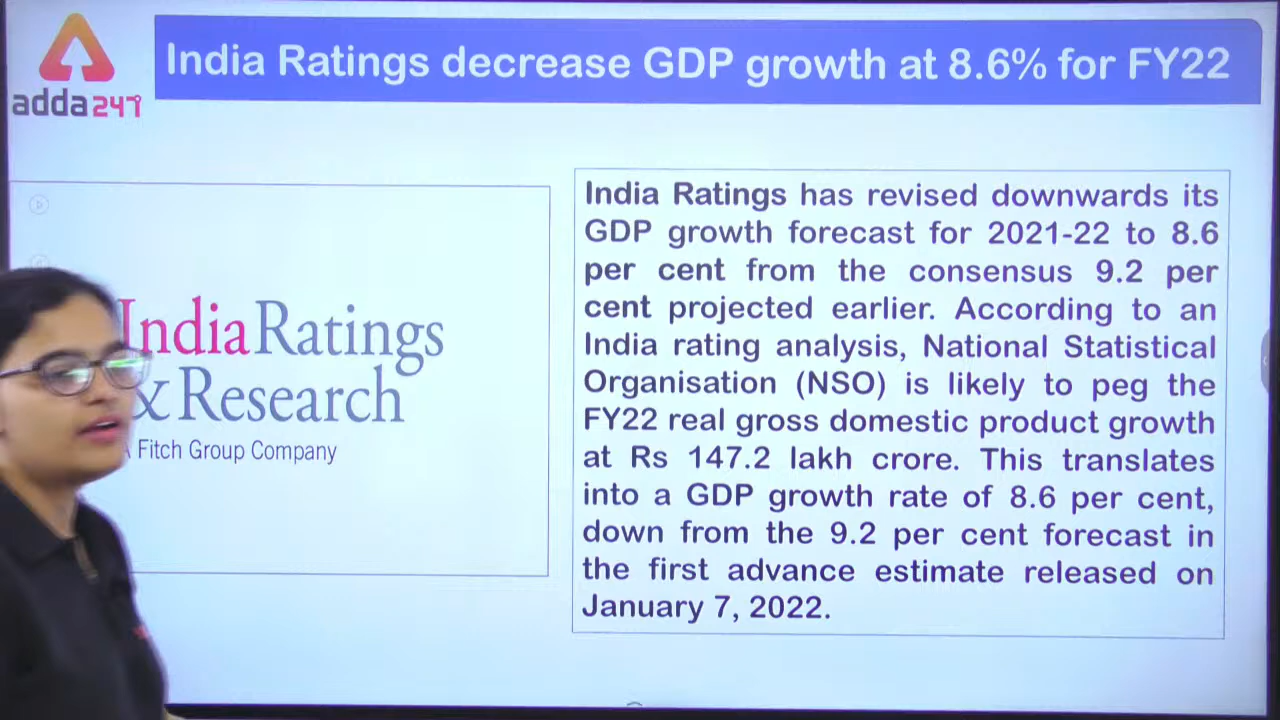 India Ratings decrease GDP growth at 8.6% for FY22
adda247
India Ratings
& Research
A Fitch Group Company
India Ratings has revised downwards its
GDP growth forecast for 2021-22 to 8.6
per cent from the consensus 9.2 per
cent projected earlier. According to an
India rating analysis, National Statistical
Organisation (NSO) is likely to peg the
FY22 real gross domestic product growth
at Rs 147.2 lakh crore. This translates
into a GDP growth rate of 8.6 per cent,
down from the 9.2 per cent forecast in
the first advance estimate released on
January 7, 2022.